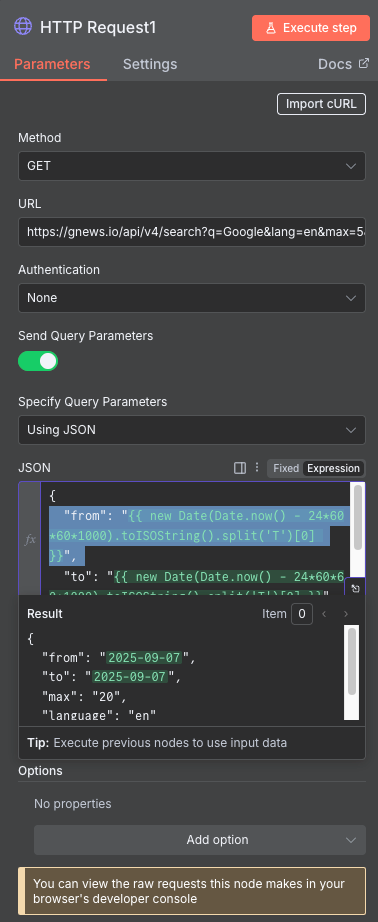 HTTP Request1
Execute step
Parameters
Settings
Docs
Import cURL
Method
GET
URL
https://gnews.io/api/v4/search?q=Google&lang=en&max=5&
Authentication
None
Send Query Parameters
Specify Query Parameters
Using JSON
JSON
Fixed
Expression
fx
{
"from": "{{ new Date(Date.now() - 24*60
*60*1000).toISOString().split('T')[0]
}}",
"to": "{{ new Date(Date.now() - 24*60*6
0*1000).toISOString().split('T')[0] }}"
Result
Item 0
{
"from": "2025-09-07",
"to": "2025-09-07",
"max": "20",
"language": "en"
Tip: Execute previous nodes to use input data
Options
No properties
Add option
You can view the raw requests this node makes in your
browser's developer console